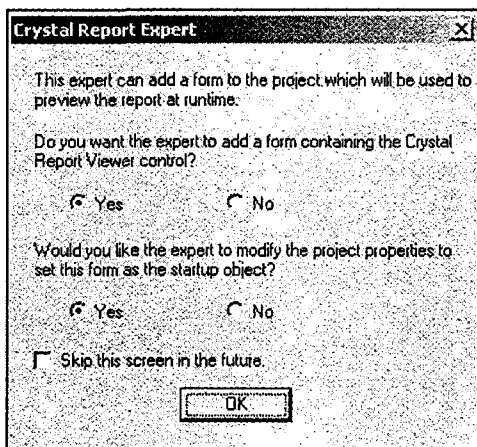 Crystal Report Expert
This expert can add a form to the project which will be used to
preview the report at runtime.
Do you want the expert to add a form containing the Crystal
Report Viewer control?
Yes No
Would you like the expert to modify the project properties to
set this form as the startup object?
Yes No
Skip this screen in the future.
OK